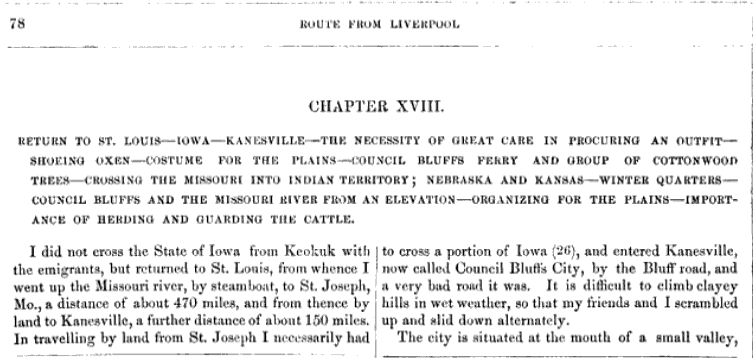 78
ROUTE FROM LIVERPOOL
CHAPTER XVIII.
RETURN TO ST. LOUIS—IOWA—KANESVILLE—THE NECESSITY OF GREAT CARE IN PROCURING AN OUTFIT—
SHOEING OXEN—COSTUME FOR THE PLAINS—COUNCIL BLUFFS FERRY AND GROUP OF COTTONWOOD
TREES—CROSSING THE MISSOURI INTO INDIAN TERRITORY; NEBRASKA AND KANSAS—WINTER QUARTERS—
COUNCIL BLUFFS AND THE MISSOURI RIVER FROM AN ELEVATION—ORGANIZING FOR THE PLAINS—IMPORT-
ANCE OF HERDING AND GUARDING THE CATTLE.
I did not cross the State of Iowa from Keokuk with
the emigrants, but returned to St. Louis, from whence I
went up the Missouri river, by steamboat, to St. Joseph,
Mo., a distance of about 470 miles, and from thence by
land to Kanesville, a further distance of about 150 miles.
In travelling by land from St. Joseph I necessarily had
to cross a portion of Iowa (26), and entered Kanesville,
now called Council Bluffs City, by the Bluff road, and
a very bad road it was. It is difficult to climb clayey
hills in wet weather, so that my friends and I scrambled
up and slid down alternately.
The city is situated at the mouth of a small valley,